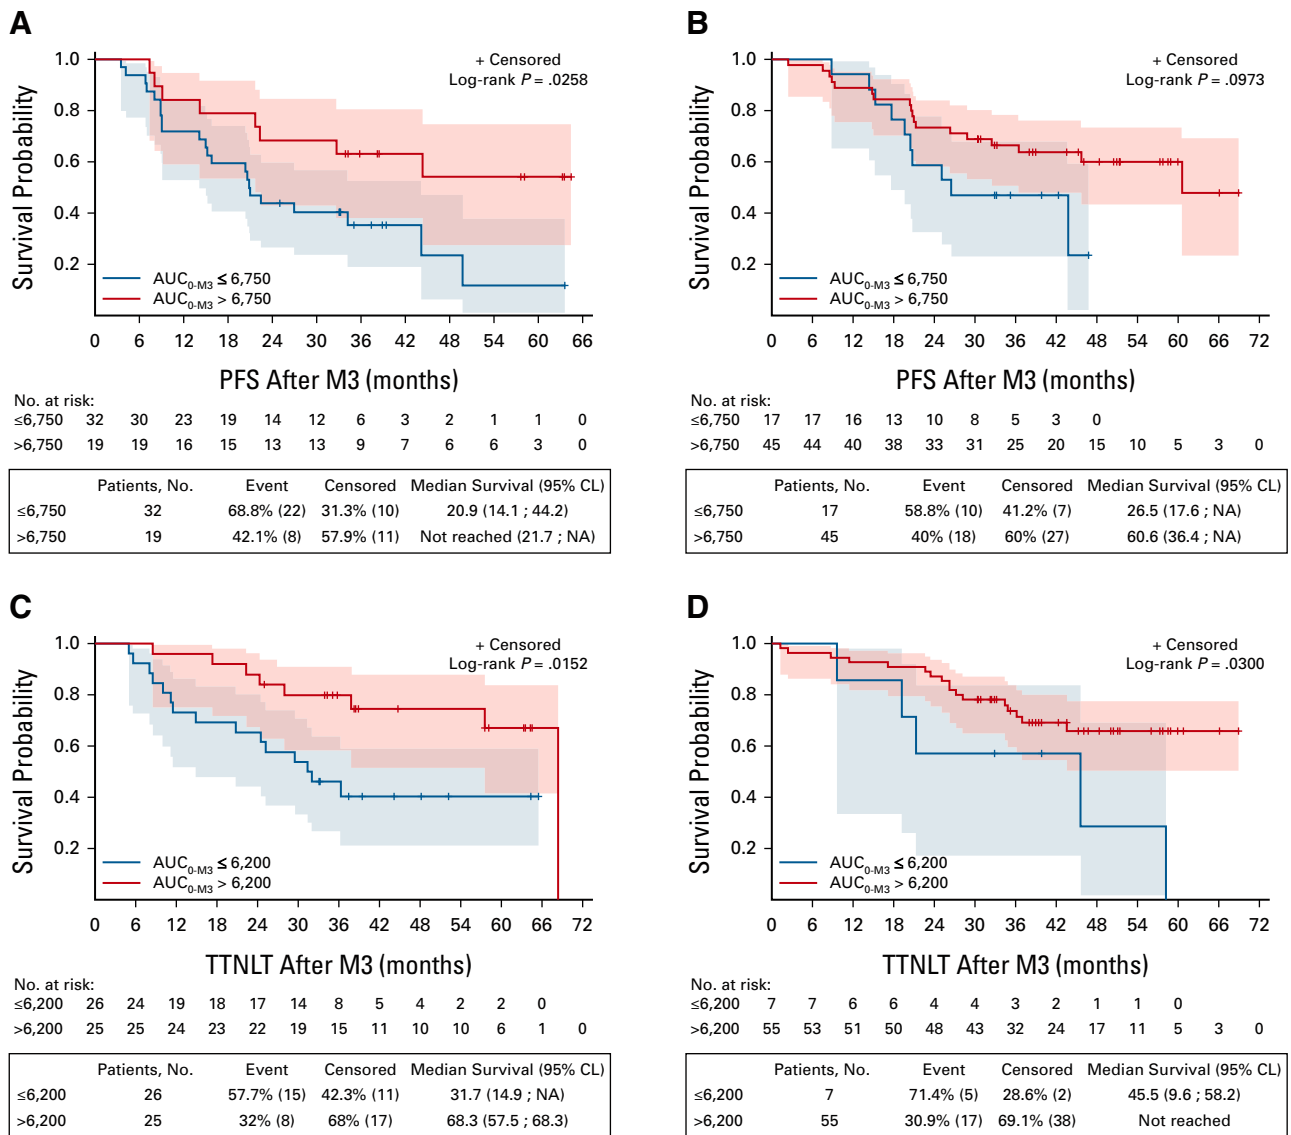 A
+ Censored
Log-rank P = .0258
Survival Probability
1.0
0.8
0.6
0.4
0.2
AUC0-M3 ≤ 6,750
AUC0-M3 > 6,750
0 6 12 18 24 30 36 42 48 54 60 66
PFS After M3 (months)
No. at risk:
≤6,750 32 30 23 19 14 12 6 3 2 1 1 0
>6,750 19 19 16 15 13 13 9 7 6 6 3 0
Patients, No. Event Censored Median Survival (95% CL)
≤6,750 32 68.8% (22) 31.3% (10) 20.9 (14.1 ; 44.2)
>6,750 19 42.1% (8) 57.9% (11) Not reached (21.7 ; NA)
B
+ Censored
Log-rank P = .0973
Survival Probability
1.0
0.8
0.6
0.4
0.2
AUC0-M3 ≤ 6,750
AUC0-M3 > 6,750
0 6 12 18 24 30 36 42 48 54 60 66 72
PFS After M3 (months)
No. at risk:
≤6,750 17 17 16 13 10 8 5 3 0
>6,750 45 44 40 38 33 31 25 20 15 10 5 3 0
Patients, No. Event Censored Median Survival (95% CL)
≤6,750 17 58.8% (10) 41.2% (7) 26.5 (17.6 ; NA)
>6,750 45 40% (18) 60% (27) 60.6 (36.4 ; NA)
C
+ Censored
Log-rank P = .0152
Survival Probability
1.0
0.8
0.6
0.4
0.2
AUC0-M3 ≤ 6,200
AUC0-M3 > 6,200
0 6 12 18 24 30 36 42 48 54 60 66 72
TTNLT After M3 (months)
No. at risk:
≤6,200 26 24 19 18 17 14 8 5 4 2 2 0
>6,200 25 25 24 23 22 19 15 11 10 10 6 1 0
Patients, No. Event Censored Median Survival (95% CL)
≤6,200 26 57.7% (15) 42.3% (11) 31.7 (14.9 ; NA)
>6,200 25 32% (8) 68% (17) 68.3 (57.5 ; 68.3)
D
+ Censored
Log-rank P = .0300
Survival Probability
1.0
0.8
0.6
0.4
0.2
AUC0-M3 ≤ 6,200
AUC0-M3 > 6,200
0 6 12 18 24 30 36 42 48 54 60 66 72
TTNLT After M3 (months)
No. at risk:
≤6,200 7 7 6 6 4 4 3 2 1 1 0
>6,200 55 53 51 50 48 43 32 24 17 11 5 3 0
Patients, No. Event Censored Median Survival (95% CL)
≤6,200 7 71.4% (5) 28.6% (2) 45.5 (9.6 ; 58.2)
>6,200 55 30.9% (17) 69.1% (38) Not reached